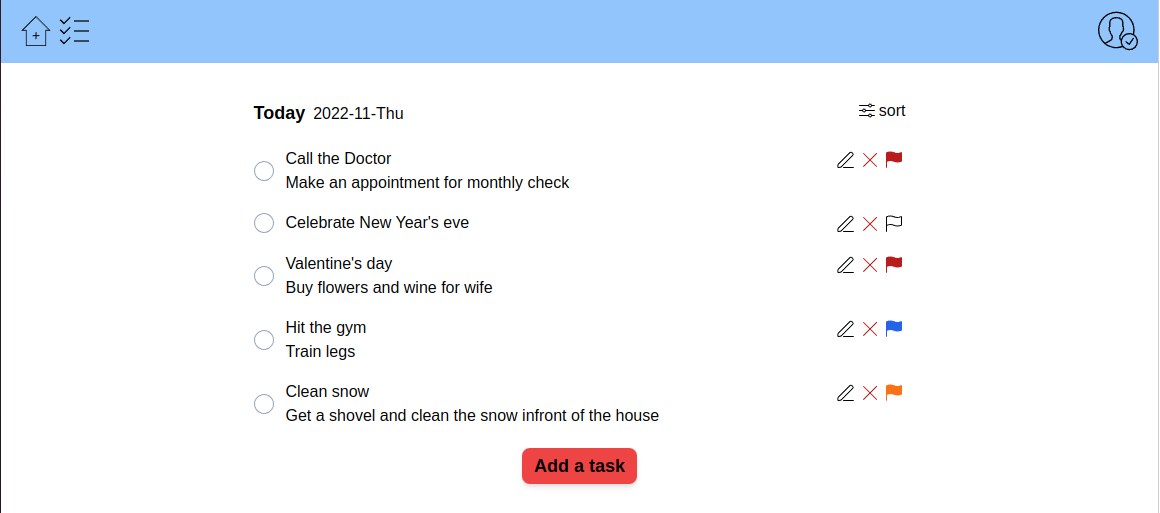 Today 2022-11-Thu
sort
Call the Doctor
Make an appointment for monthly check
Celebrate New Year's eve
Valentine's day
Buy flowers and wine for wife
Hit the gym
Train legs
Clean snow
Get a shovel and clean the snow infront of the house
Add a task